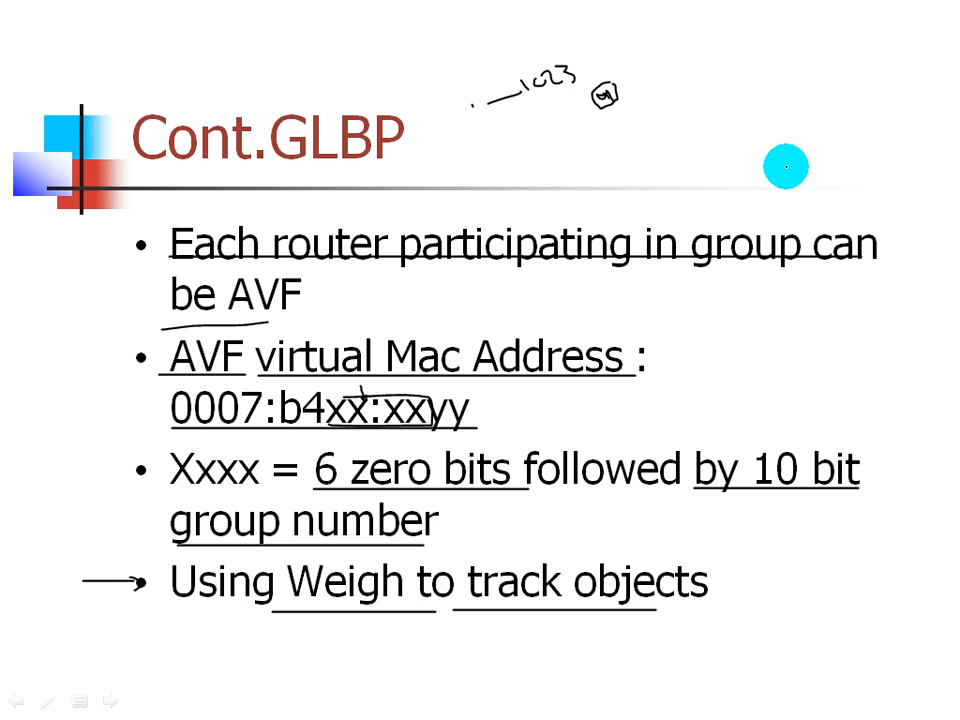 1023
Cont.GLBP
• Each router participating in group can
be AVF
• AVF virtual Mac Address :
0007:b4xx:xxyy
• Xxxx = 6 zero bits followed by 10 bit
group number
• Using Weigh to track objects